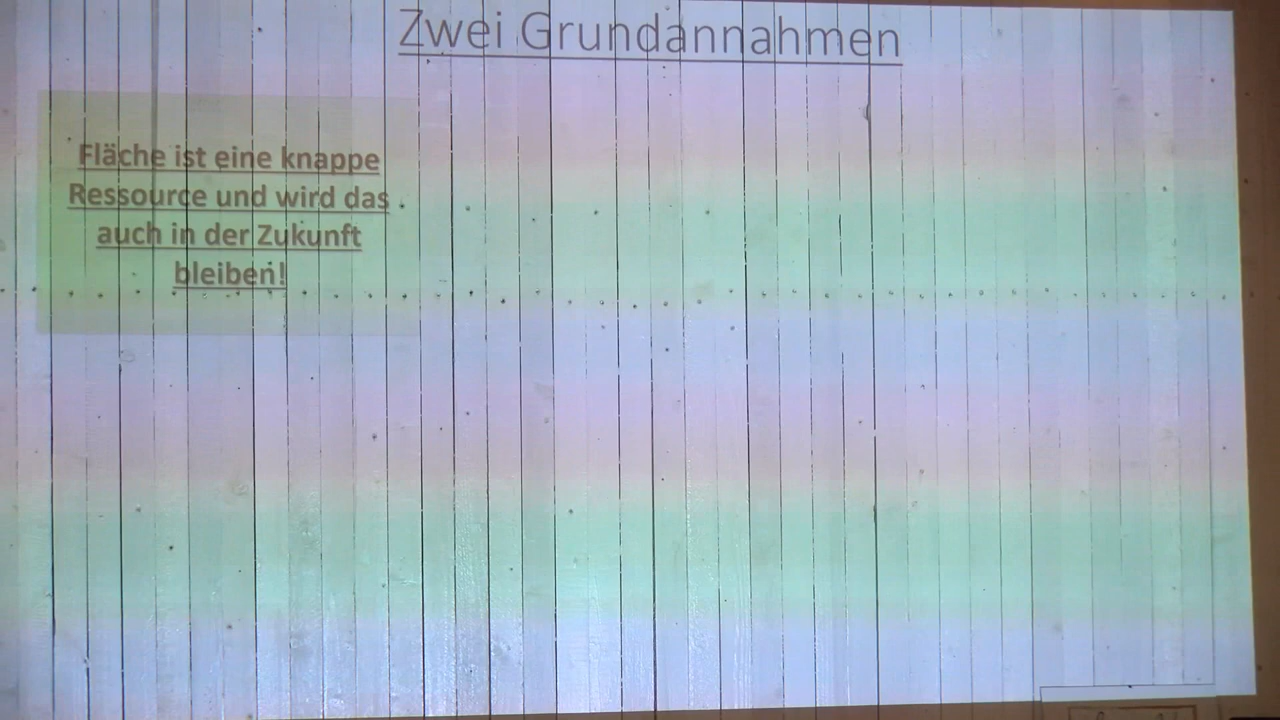 Zwei Grundannahmen
Fläche ist eine knappe
Ressource und wird das
auch in der Zukunft
bleiben!